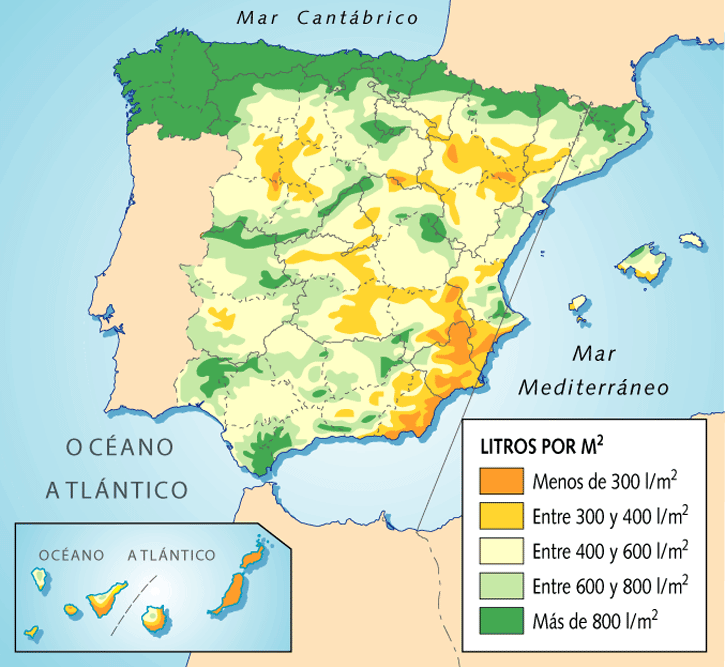 Mar Cantábrico
Mar
Mediterráneo
OCÉANO
ATLÁNTICO
LITROS POR M²
Menos de 300 l/m²
Entre 300 y 400 l/m²
Entre 400 y 600 l/m²
Entre 600 y 800 l/m²
Más de 800 l/m²
OCÉANO ATLÁNTICO